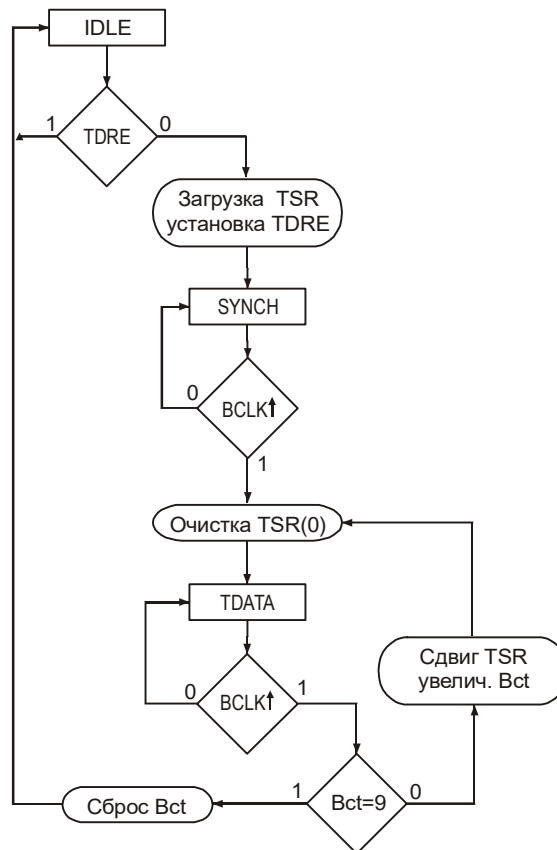 IDLE
1
TDRE
0
Загрузка TSR
установка TDRE
SYNCH
0
BCLK↑
1
Очистка TSR(0)
TDATA
0
BCLK↑
1
Сдвиг TSR
увелич. Bct
Сброс Bct
1
Bct=9
0